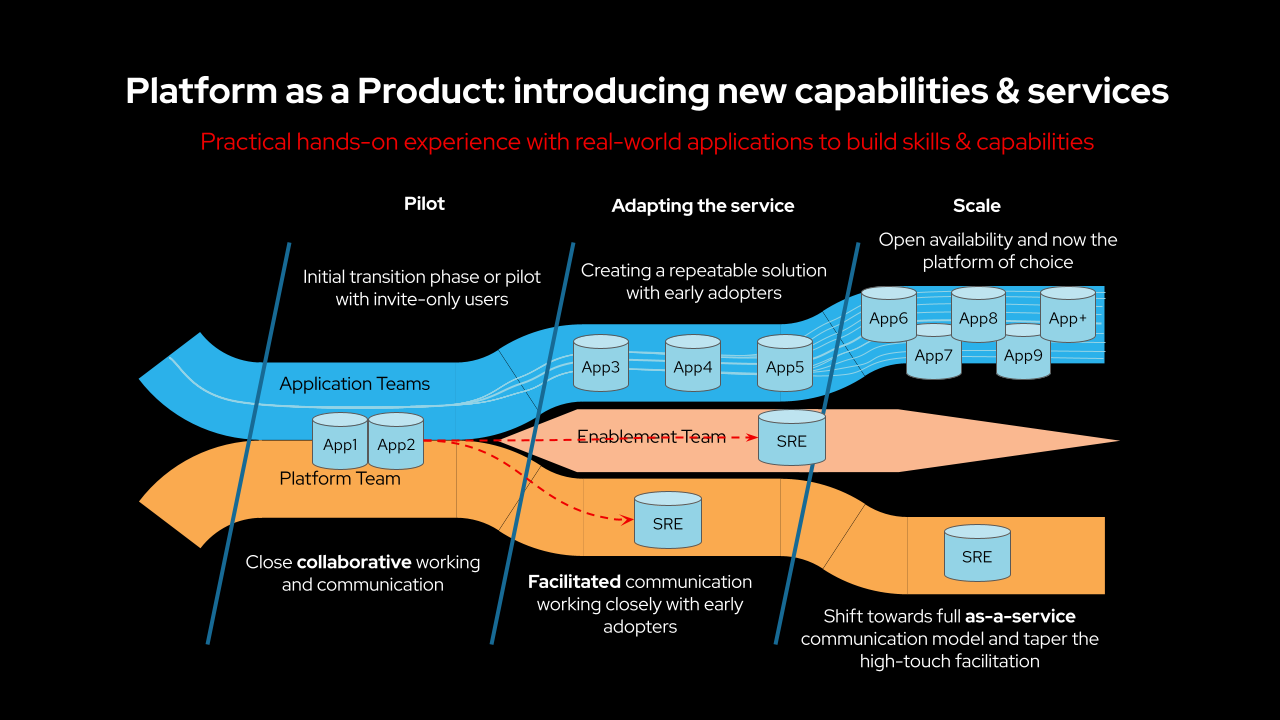 Platform as a Product: introducing new capabilities & services
Practical hands-on experience with real-world applications to build skills & capabilities
Pilot
Adapting the service
Scale
Initial transition phase or pilot
with invite-only users
Creating a repeatable solution
with early adopters
Open availability and now the
platform of choice
Application Teams
App1
App2
App3
App4
App5
App6
App7
App8
App9
App+
Enablement Team
SRE
Platform Team
SRE
SRE
Close collaborative working
and communication
Facilitated communication
working closely with early
adopters
Shift towards full as-a-service
communication model and taper the
high-touch facilitation